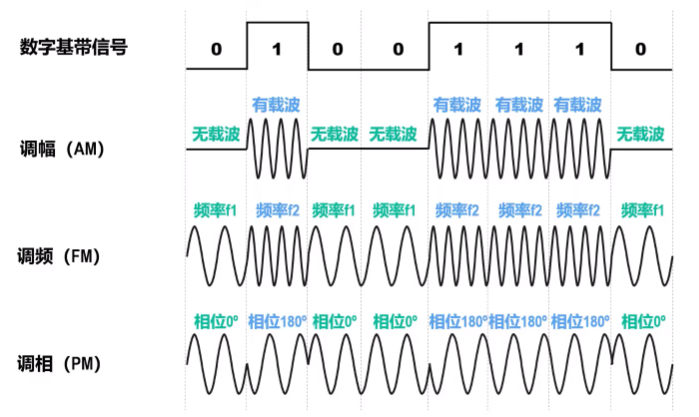 数字基带信号 0 1 0 0 1 1 1 0
有载波 有载波 有载波 有载波
无载波 无载波 无载波 无载波
调幅（AM）
频率f1 频率f2 频率f1 频率f1 频率f2 频率f2 频率f2 频率f1
调频（FM）
相位0° 相位180° 相位0° 相位0° 相位180° 相位180° 相位180° 相位0°
调相（PM）